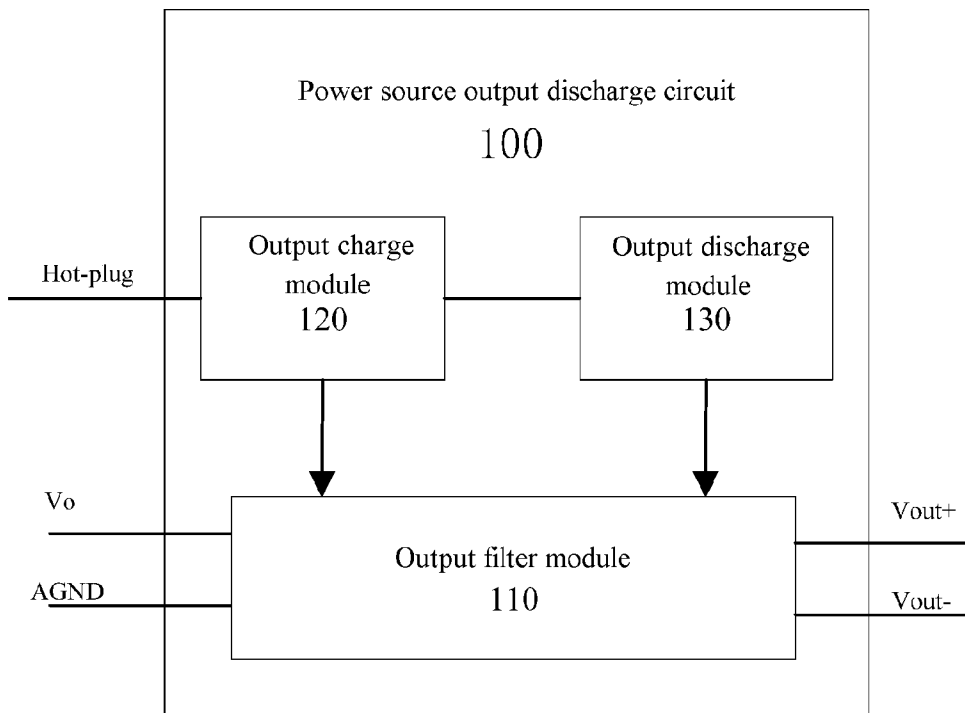 Power source output discharge circuit
100
Output charge
module
120
Output discharge
module
130
Hot-plug
Vo
AGND
Output filter module
110
Vout+
Vout-